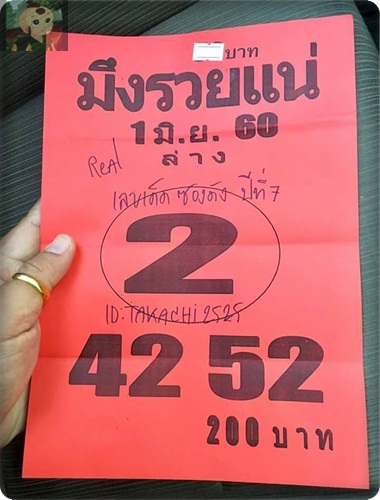 บาท
มึงรวยแน่
1 มิ.ย. 60
ล่าง
Real
เลขเด็ด ซองดัง ปีที่ 7
2
ID: TAKACHI 2525
42 52
200 บาท